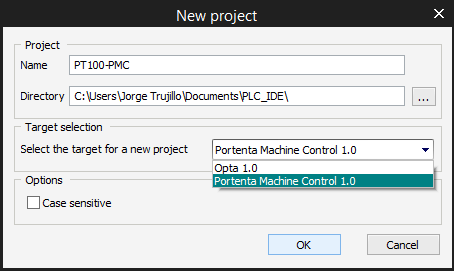 New project
Project
Name PT100-PMC
Directory C:\Users\Jorge Trujillo\Documents\PLC_IDE\ ...
Target selection
Select the target for a new project Portenta Machine Control 1.0
Opta 1.0
Portenta Machine Control 1.0
Options
Case sensitive
OK Cancel